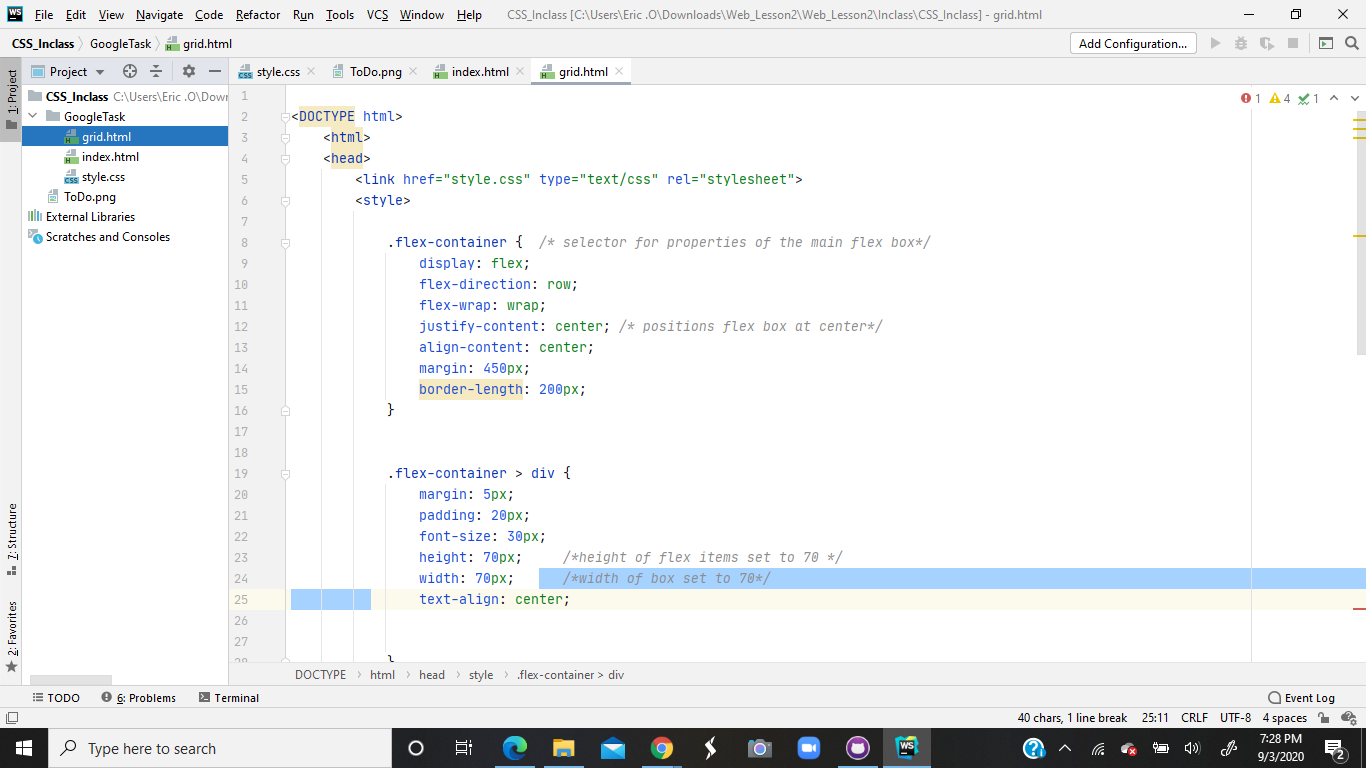 WS File Edit View Navigate Code Refactor Run Tools VCS Window Help CSS_Inclass [C:\Users\Eric .O\Downloads\Web_Lesson2\Web_Lesson2\Inclass\CSS_Inclass] - grid.html
CSS_Inclass GoogleTask grid.html Add Configuration...
1: Project
Project
style.css ToDo.png index.html grid.html
CSS_Inclass C:\Users\Eric .O\Dow
GoogleTask
grid.html
index.html
style.css
ToDo.png
External Libraries
Scratches and Consoles
7: Structure
2: Favorites
1 4 1
1
2 <DOCTYPE html>
3 <html>
4 <head>
5 <link href="style.css" type="text/css" rel="stylesheet">
6 <style>
7
8 .flex-container { /* selector for properties of the main flex box*/
9 display: flex;
10 flex-direction: row;
11 flex-wrap: wrap;
12 justify-content: center; /* positions flex box at center*/
13 align-content: center;
14 margin: 450px;
15 border-length: 200px;
16 }
17
18
19 .flex-container > div {
20 margin: 5px;
21 padding: 20px;
22 font-size: 30px;
23 height: 70px; /*height of flex items set to 70 */
24 width: 70px; /*width of box set to 70*/
25 text-align: center;
26
27
28 }
DOCTYPE html head style .flex-container > div
TODO 6: Problems Terminal Event Log
40 chars, 1 line break 25:11 CRLF UTF-8 4 spaces
Type here to search
WS
7:28 PM
9/3/2020
2